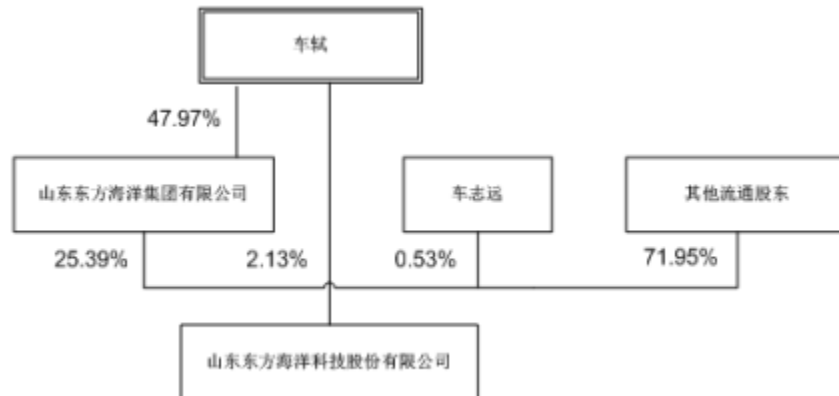 车轼
47.97%
山东东方海洋集团有限公司
车志远
其他流通股东
25.39%
2.13%
0.53%
71.95%
山东东方海洋科技股份有限公司